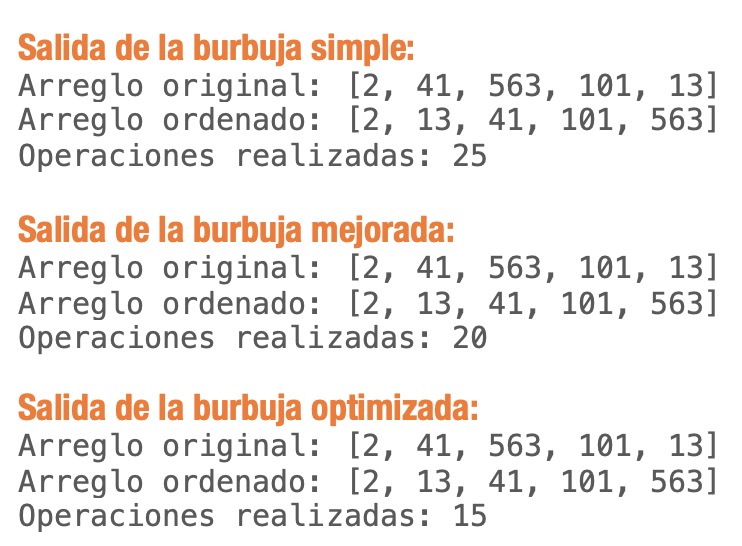 Salida de la burbuja simple:
Arreglo original: [2, 41, 563, 101, 13]
Arreglo ordenado: [2, 13, 41, 101, 563]
Operaciones realizadas: 25
Salida de la burbuja mejorada:
Arreglo original: [2, 41, 563, 101, 13]
Arreglo ordenado: [2, 13, 41, 101, 563]
Operaciones realizadas: 20
Salida de la burbuja optimizada:
Arreglo original: [2, 41, 563, 101, 13]
Arreglo ordenado: [2, 13, 41, 101, 563]
Operaciones realizadas: 15